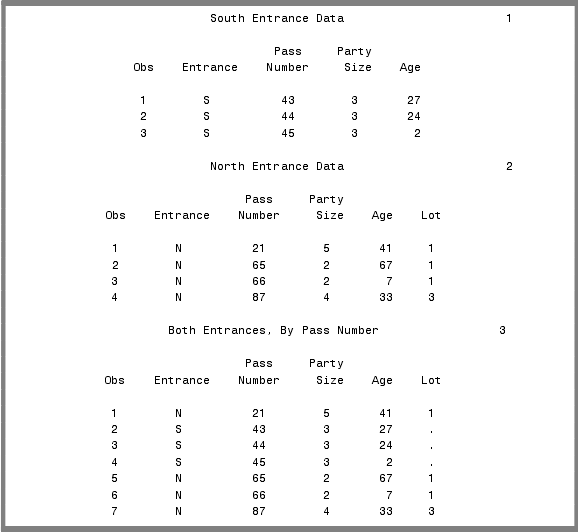 South Entrance Data 1
Pass Party
Obs Entrance Number Size Age
1 S 43 3 27
2 S 44 3 24
3 S 45 3 2
North Entrance Data 2
Pass Party
Obs Entrance Number Size Age Lot
1 N 21 5 41 1
2 N 65 2 67 1
3 N 66 2 7 1
4 N 87 4 33 3
Both Entrances, By Pass Number 3
Pass Party
Obs Entrance Number Size Age Lot
1 N 21 5 41 1
2 S 43 3 27 .
3 S 44 3 24 .
4 S 45 3 2 .
5 N 65 2 67 1
6 N 66 2 7 1
7 N 87 4 33 3